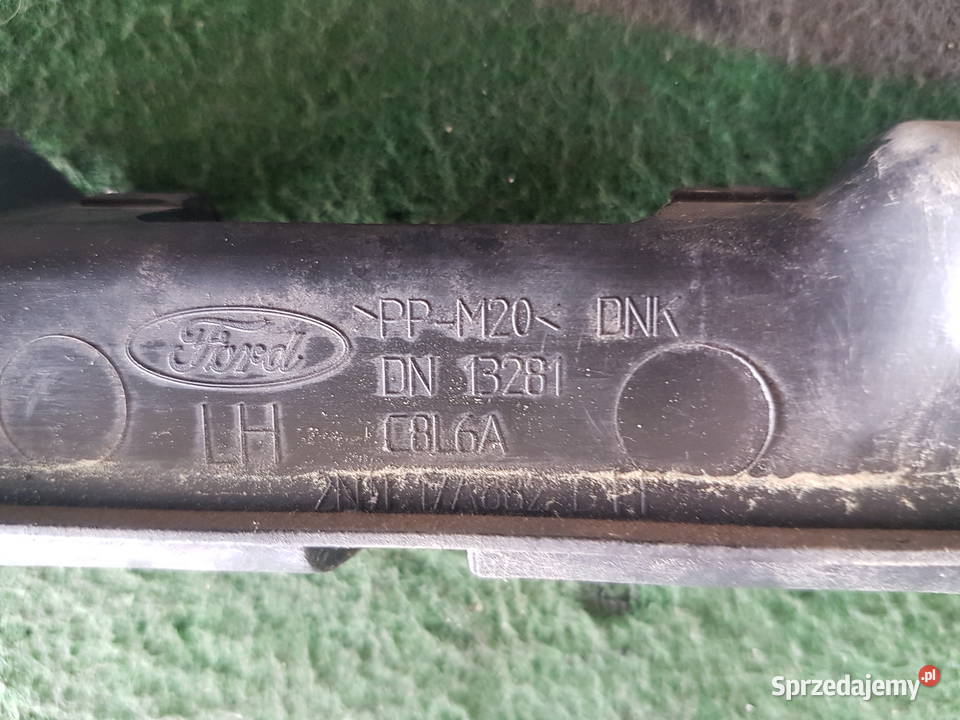 >PP-M20< DNK
Ford
DN 13281
LH C8L6A
Sprzedajemy.pl